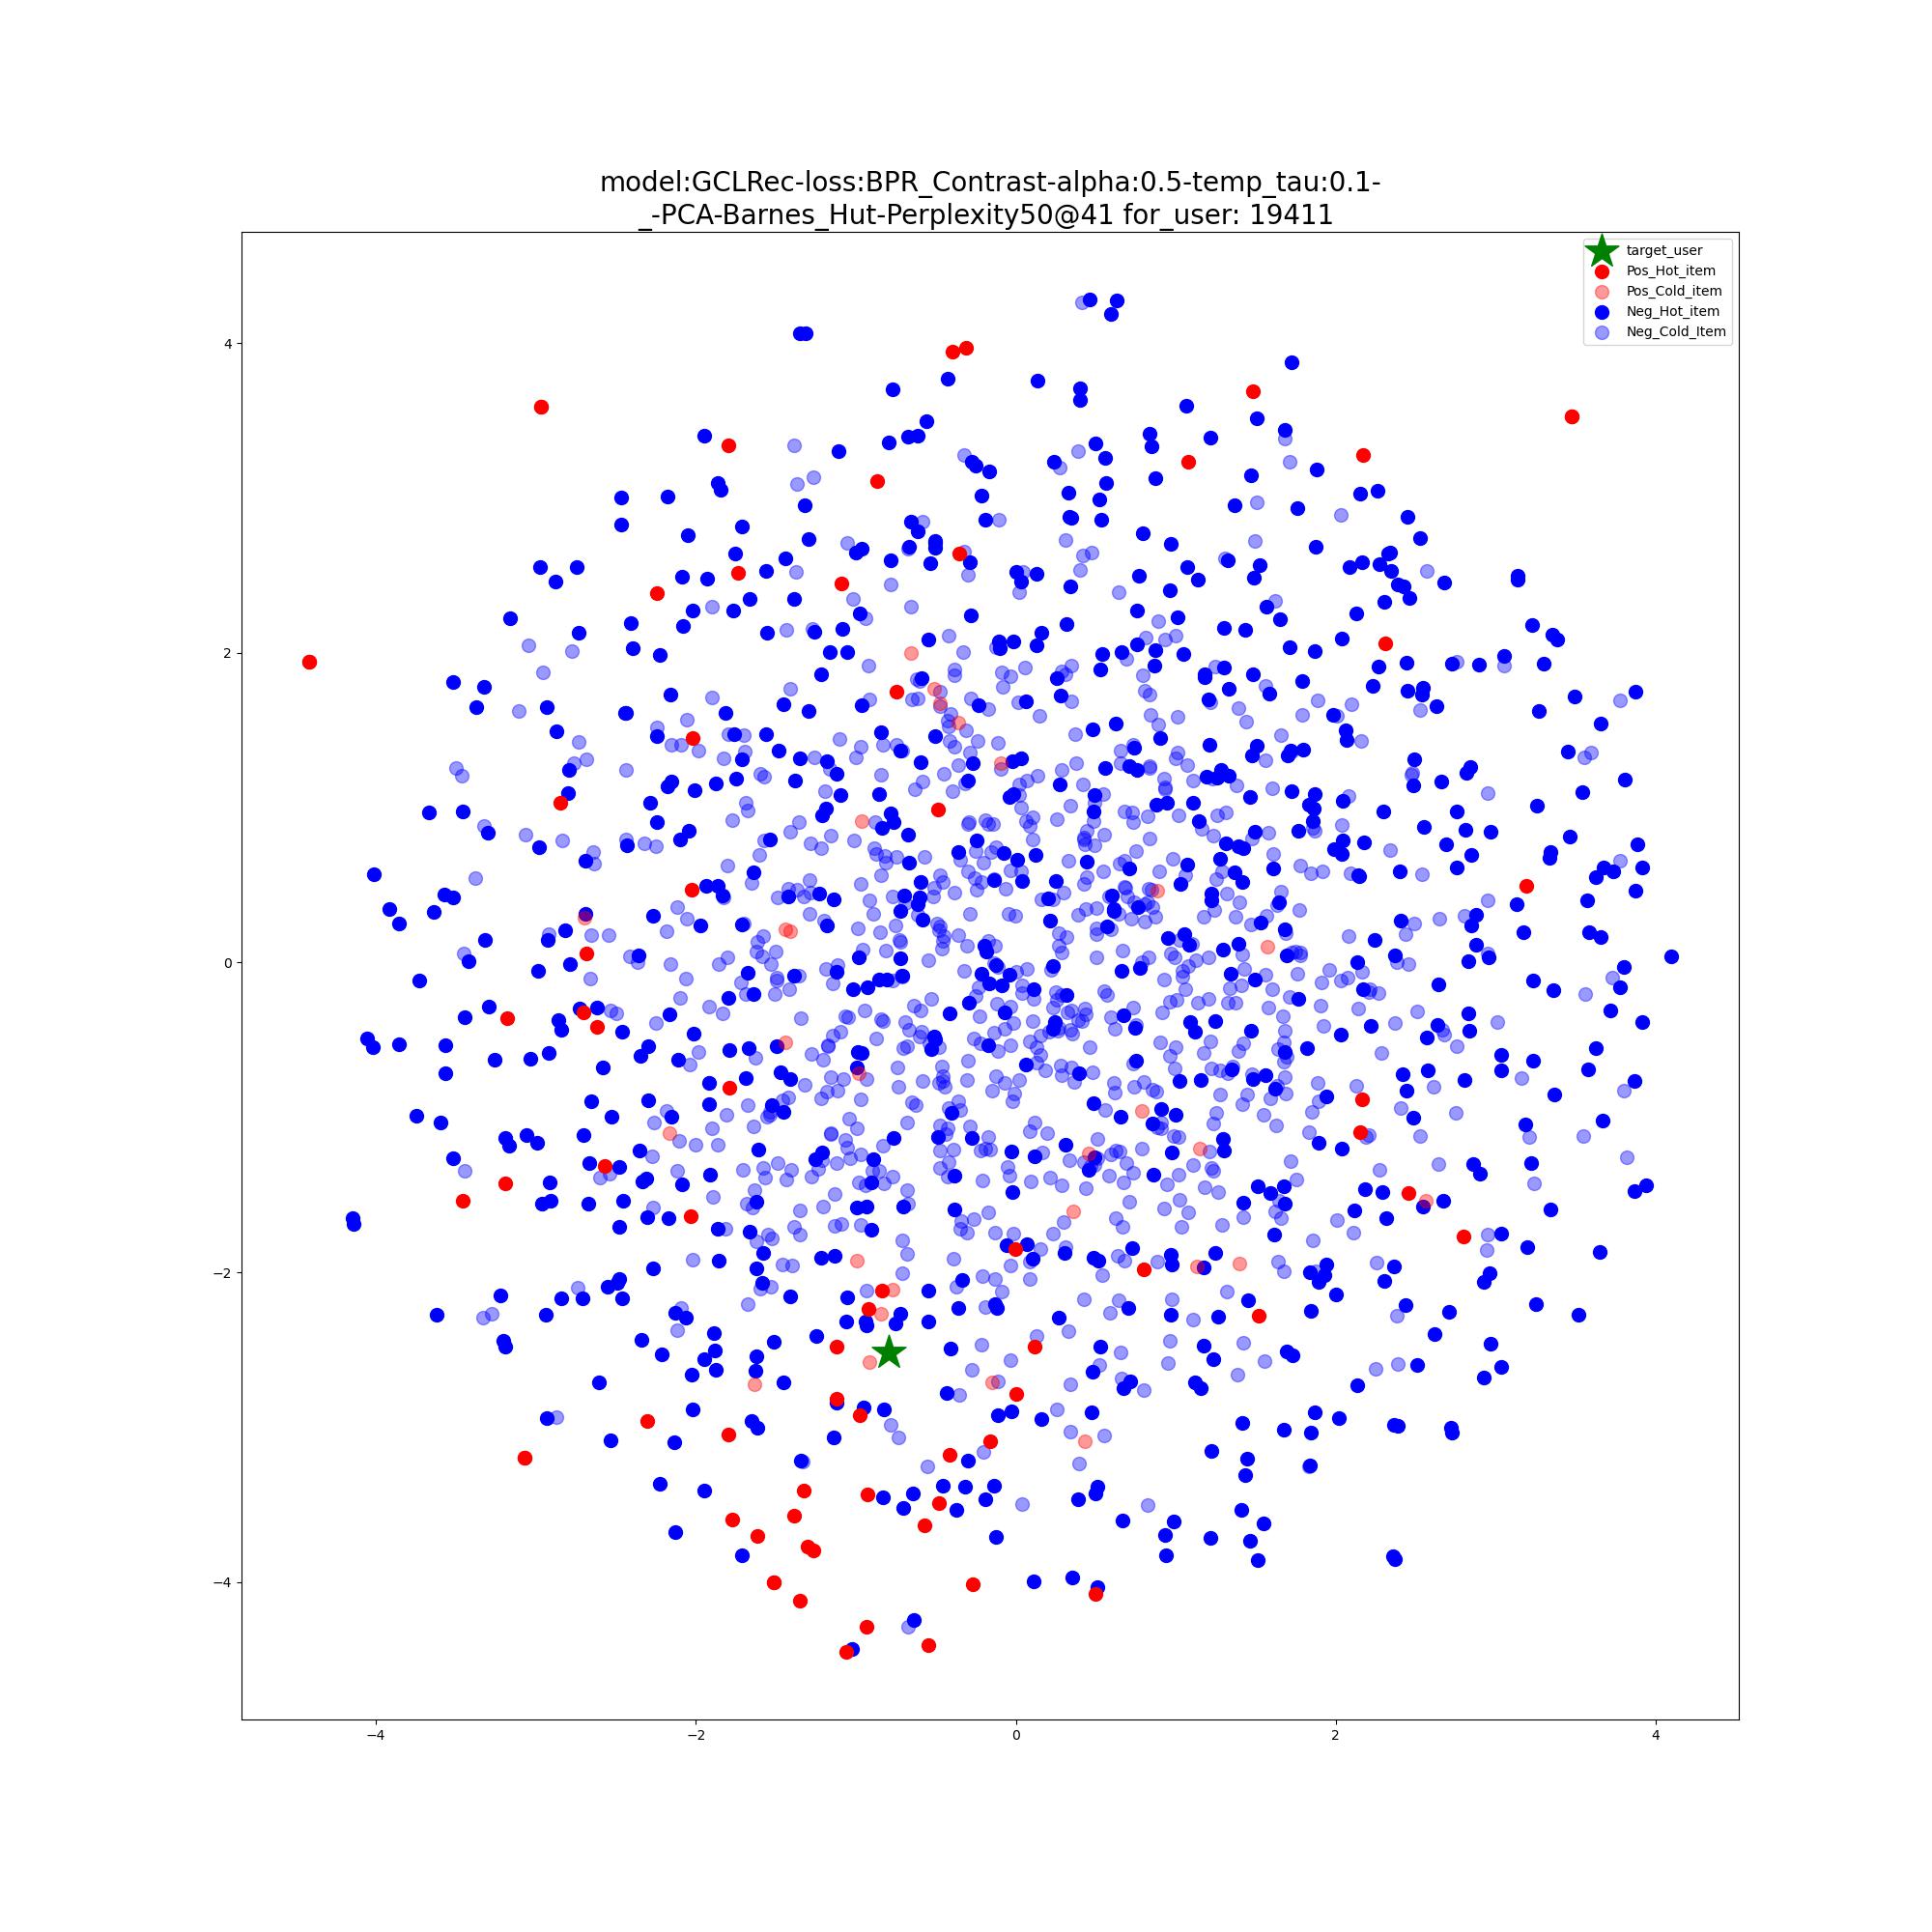 model:GCLRec-loss:BPR_Contrast-alpha:0.5-temp_tau:0.1-
_-PCA-Barnes_Hut-Perplexity50@41 for_user: 19411
target_user
Pos_Hot_item
Pos_Cold_item
Neg_Hot_item
Neg_Cold_Item
4
2
0
−2
−4
−4
−2
0
2
4